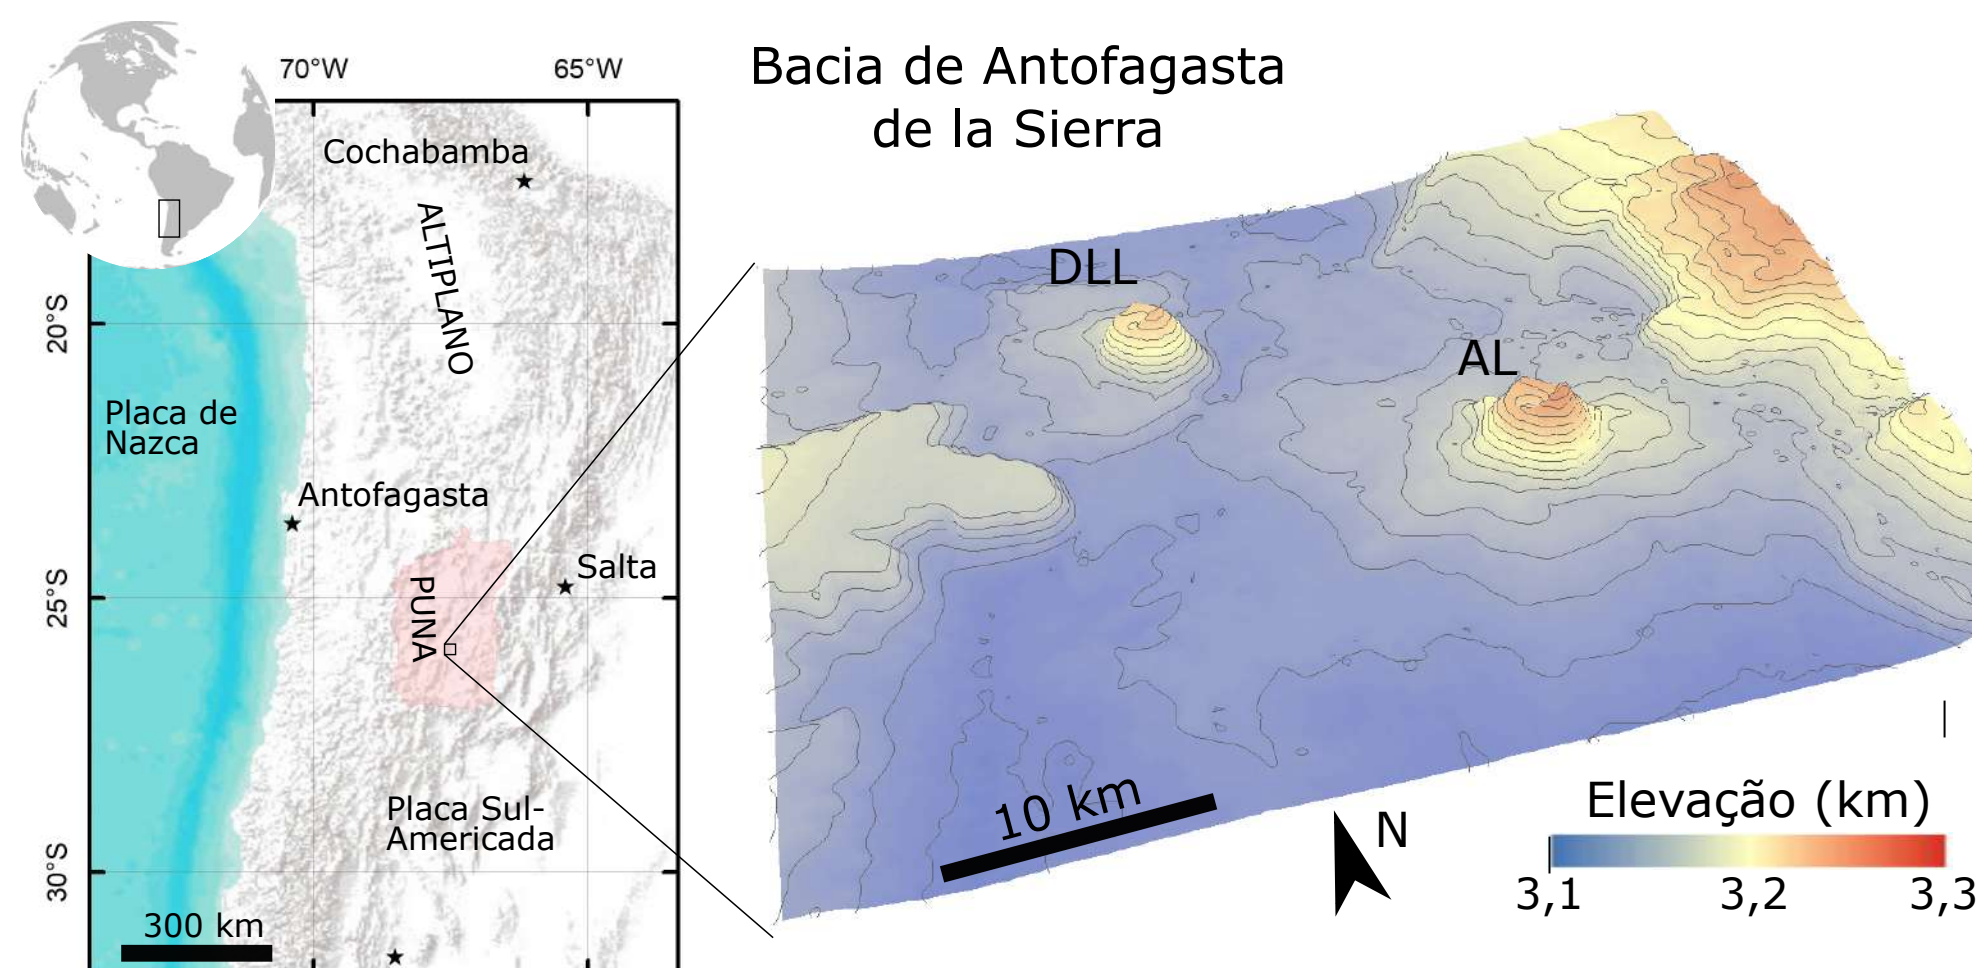 70°W
65°W
Bacia de Antofagasta
de la Sierra
Cochabamba
ALTIPLANO
DLL
20°S
AL
Placa de
Nazca
Antofagasta
Salta
PUNA
25°S
Placa Sul-
Americada
10 km
N
Elevação (km)
30°S
3,1
3,2
3,3
300 km